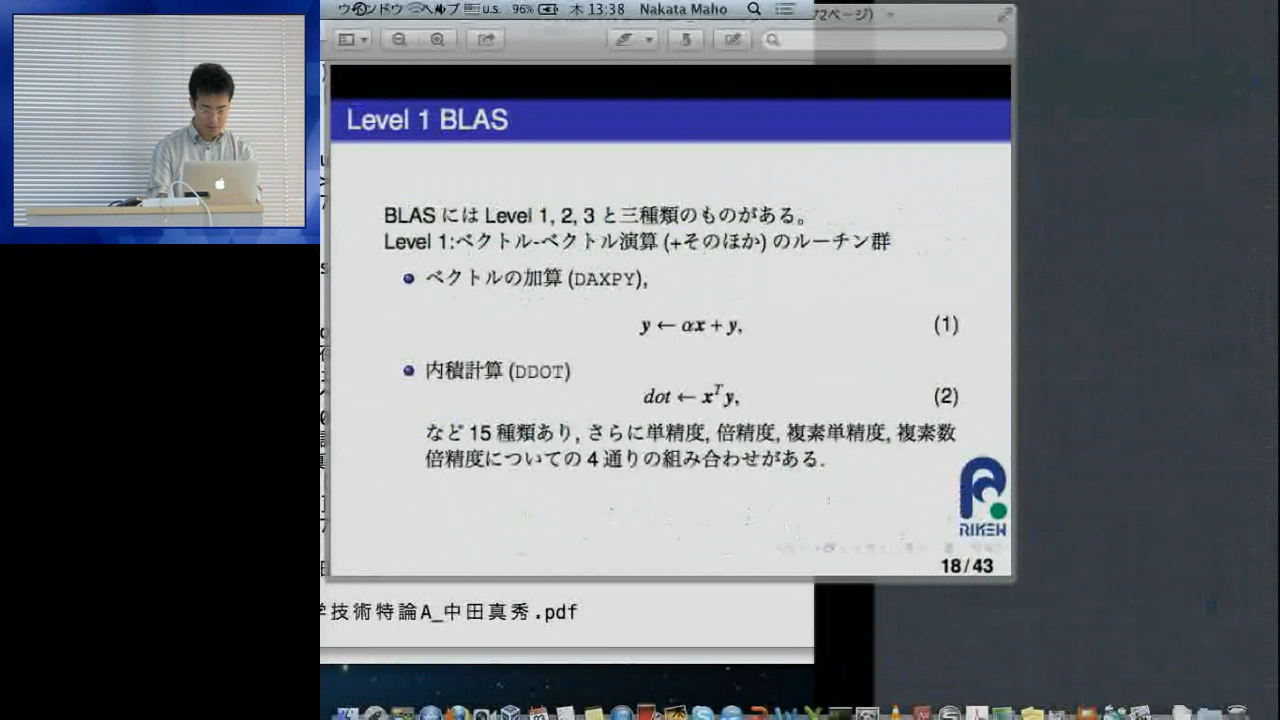 ウインドウ ヘルプ U.S. 96% 木 13:38 Nakata Maho
72ページ)
Level 1 BLAS
BLAS には Level 1, 2, 3 と三種類のものがある。
Level 1:ベクトル-ベクトル演算 (+そのほか) のルーチン群
ベクトルの加算 (DAXPY),
y ← αx + y, (1)
内積計算 (DDOT)
dot ← x^T y, (2)
など 15 種類あり, さらに単精度, 倍精度, 複素単精度, 複素数
倍精度についての 4 通りの組み合わせがある.
RIKEN
18 / 43
学技術特論A_中田真秀.pdf